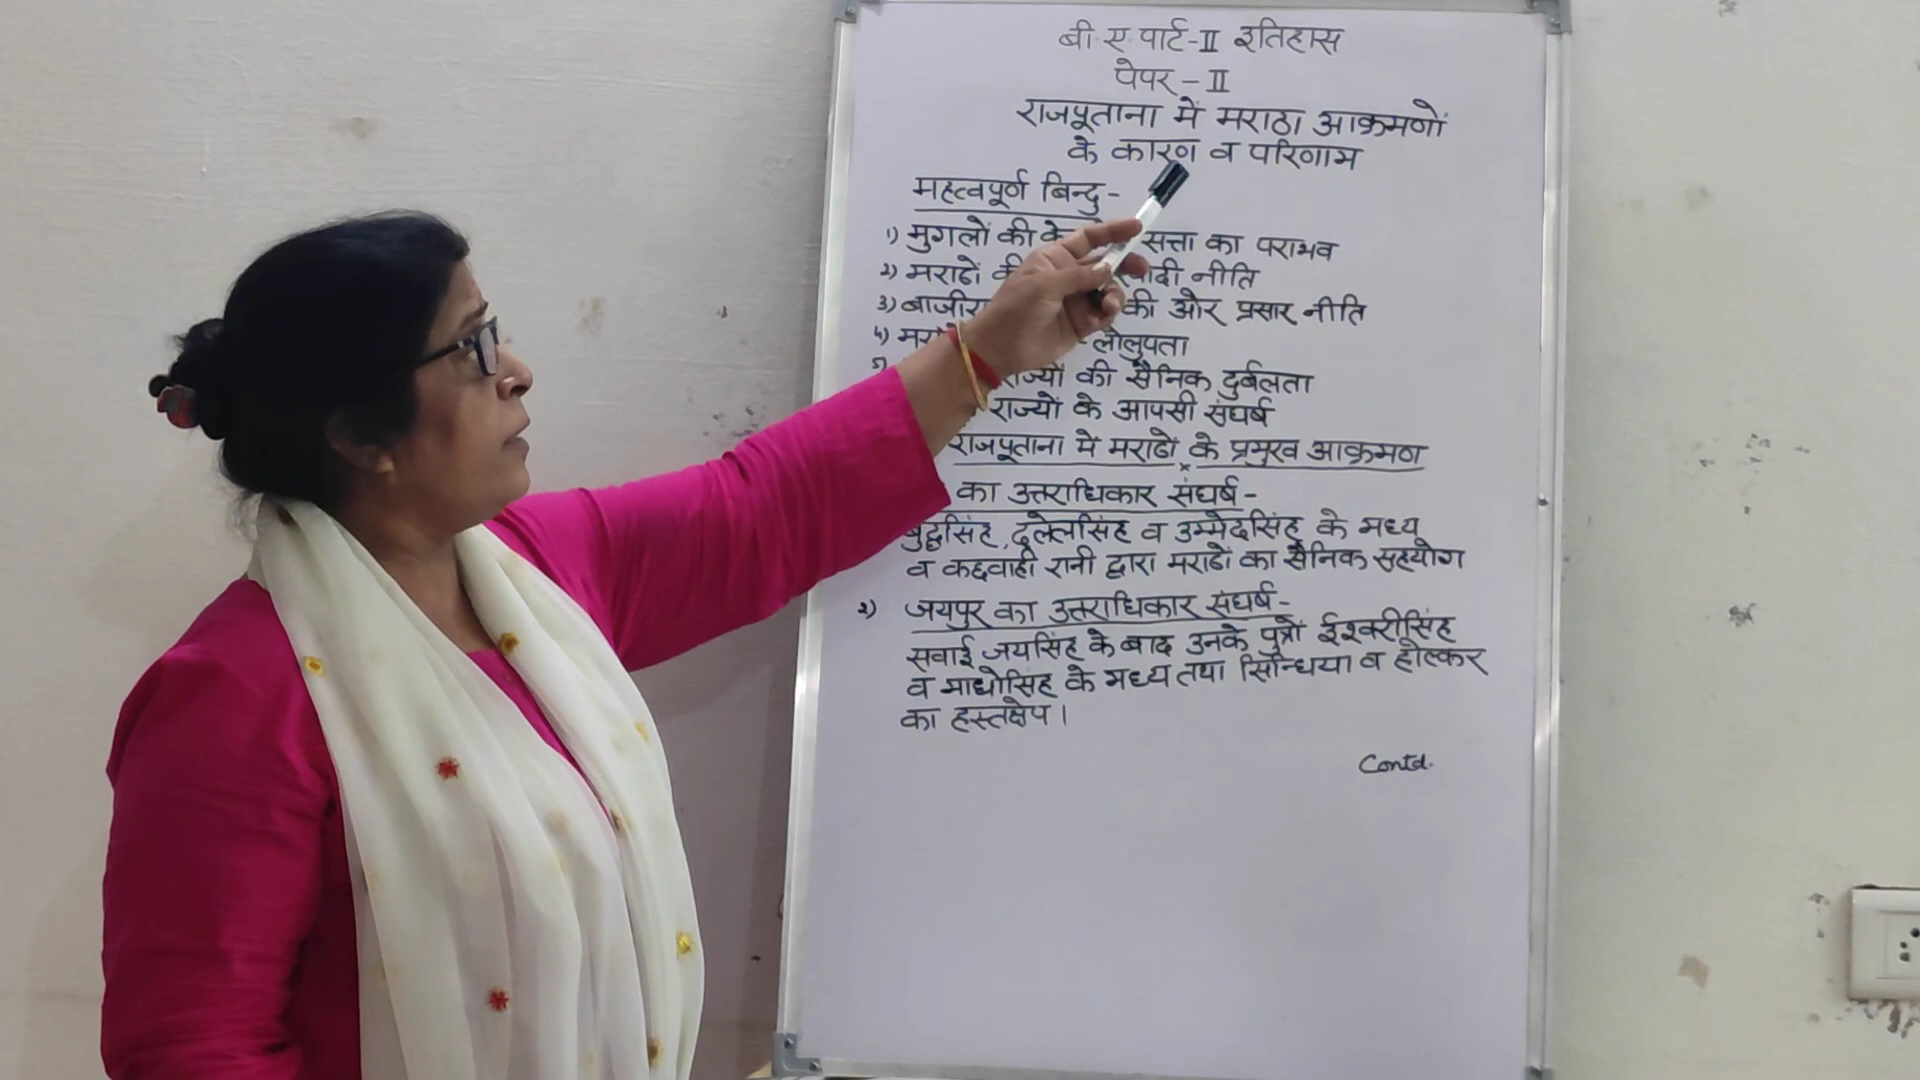 बी ए पार्ट-II इतिहास
पेपर - II
राजपूताना में मराठा आक्रमणों
के कारण व परिणाम
महत्वपूर्ण बिन्दु-
1) मुगलों की सत्ता का पराभव
2) मराठों की नीति
3) की ओर प्रसार नीति
4) लोलुपता
5) राज्यों की सैनिक दुर्बलता
राज्यों के आपसी संघर्ष
राजपूताना में मराठों के प्रमुख आक्रमण
का उत्तराधिकार संघर्ष-
बुद्धसिंह, दलेलसिंह व उम्मेदसिंह के मध्य
व कछवाही रानी द्वारा मराठों का सैनिक सहयोग
2) जयपुर का उत्तराधिकार संघर्ष-
सवाई जयसिंह के बाद उनके पुत्रों ईश्वरीसिंह
व माधोसिंह के मध्य तथा सिन्धिया व होल्कर
का हस्तक्षेप।
Contd.